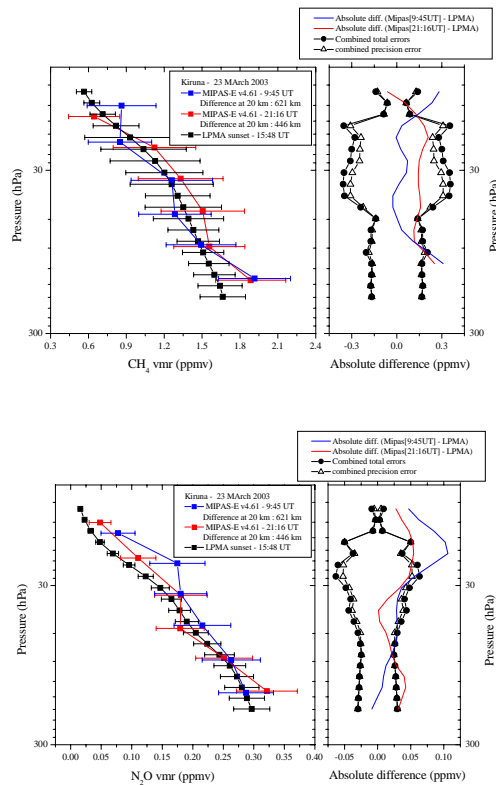 Absolute diff. (Mipas[9:45UT] - LPMA)
Absolute diff. (Mipas[21:16UT] - LPMA)
Combined total errors
combined precision error
Kiruna - 23 MArch 2003
MIPAS-E v4.61 - 9:45 UT
Difference at 20 km : 621 km
MIPAS-E v4.61 - 21:16 UT
Difference at 20 km : 446 km
LPMA sunset - 15:48 UT
30
300
Pressure (hPa)
0.3 0.6 0.9 1.2 1.5 1.8 2.1 2.4
CH4 vmr (ppmv)
-0.3 0.0 0.3
Absolute difference (ppmv)
30
300
Pressure (hPa)
Absolute diff. (Mipas[9:45UT] - LPMA)
Absolute diff. (Mipas[21:16UT] - LPMA)
Combined total errors
combined precision error
Kiruna - 23 MArch 2003
MIPAS-E v4.61 - 9:45 UT
Difference at 20 km : 621 km
MIPAS-E v4.61 - 21:16 UT
Difference at 20 km : 446 km
LPMA sunset - 15:48 UT
30
300
Pressure (hPa)
0.00 0.05 0.10 0.15 0.20 0.25 0.30 0.35 0.40
N2O vmr (ppmv)
-0.05 0.00 0.05 0.10
Absolute difference (ppmv)
30
300
Pressure (hPa)